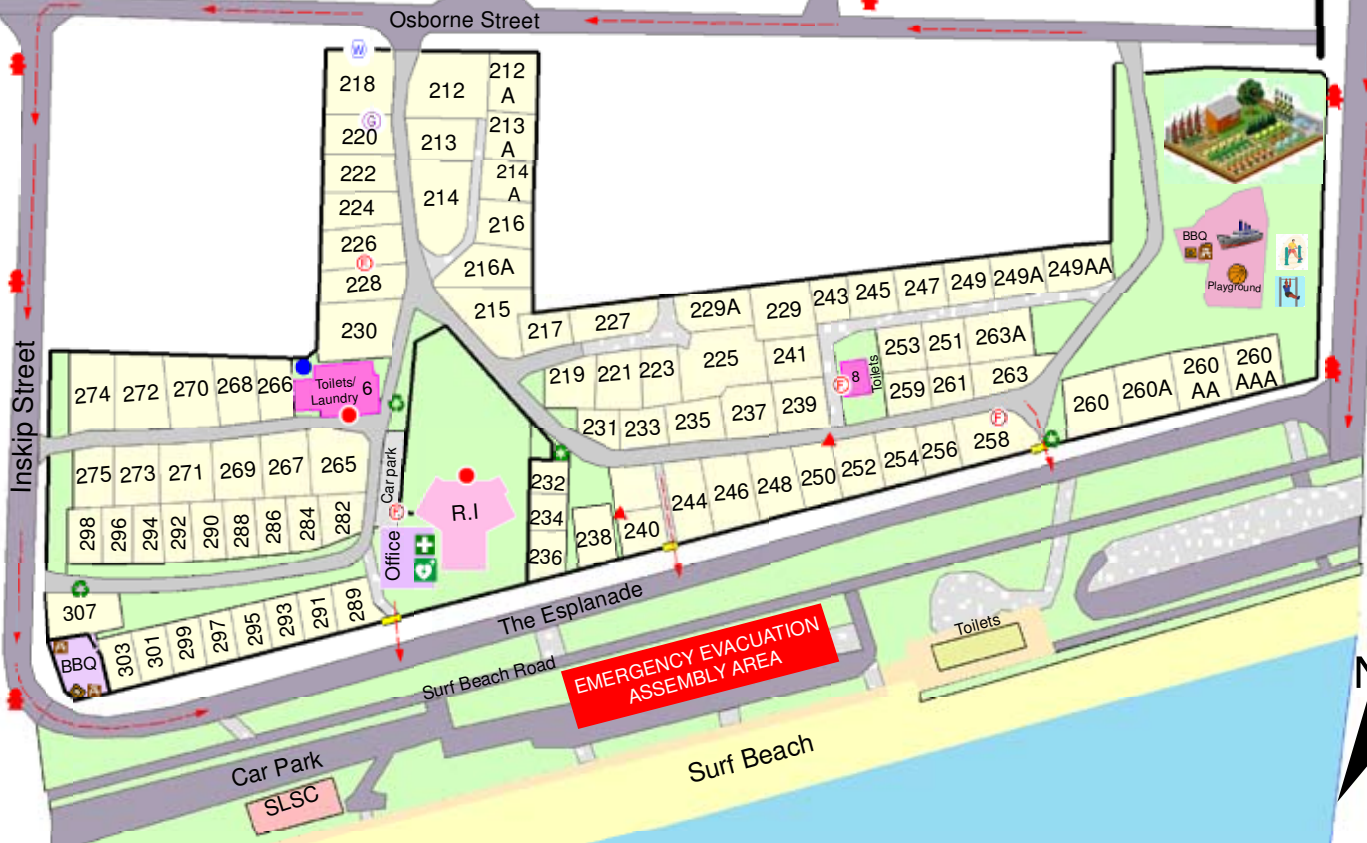 Osborne Street
W
218
212
212
A
G
220
213
213
A
222
214
214
A
224
216
226
F
216A
228
215
230
217
227
229A
229
243
245
247
249
249A
249AA
BBQ
Playground
274
272
270
268
266
Toilets/
Laundry
6
219
221
223
225
241
F
8
Toilets
253
251
263A
259
261
263
260
260A
260
AA
260
AAA
Inskip Street
231
233
235
237
239
F
258
275
273
271
269
267
265
Car park
232
234
236
238
240
244
246
248
250
252
254
256
298
296
294
292
290
288
286
284
282
F
R.I
Office
307
BBQ
303
301
299
297
295
293
291
289
The Esplanade
Surf Beach Road
EMERGENCY EVACUATION
ASSEMBLY AREA
Toilets
N
Car Park
Surf Beach
SLSC